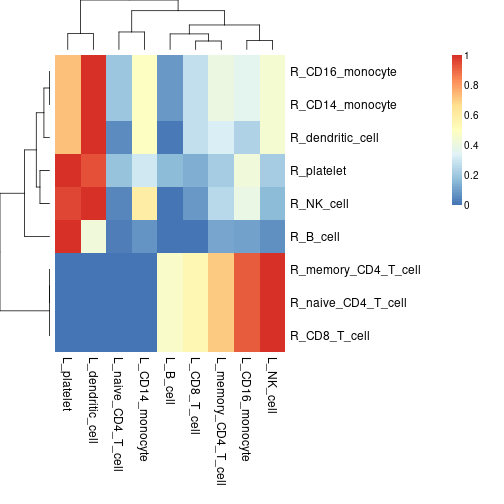 R_CD16_monocyte
R_CD14_monocyte
R_dendritic_cell
R_platelet
R_NK_cell
R_B_cell
R_memory_CD4_T_cell
R_naive_CD4_T_cell
R_CD8_T_cell
1
0.8
0.6
0.4
0.2
0
L_platelet
L_dendritic_cell
L_naive_CD4_T_cell
L_CD14_monocyte
L_B_cell
L_CD8_T_cell
L_memory_CD4_T_cell
L_CD16_monocyte
L_NK_cell